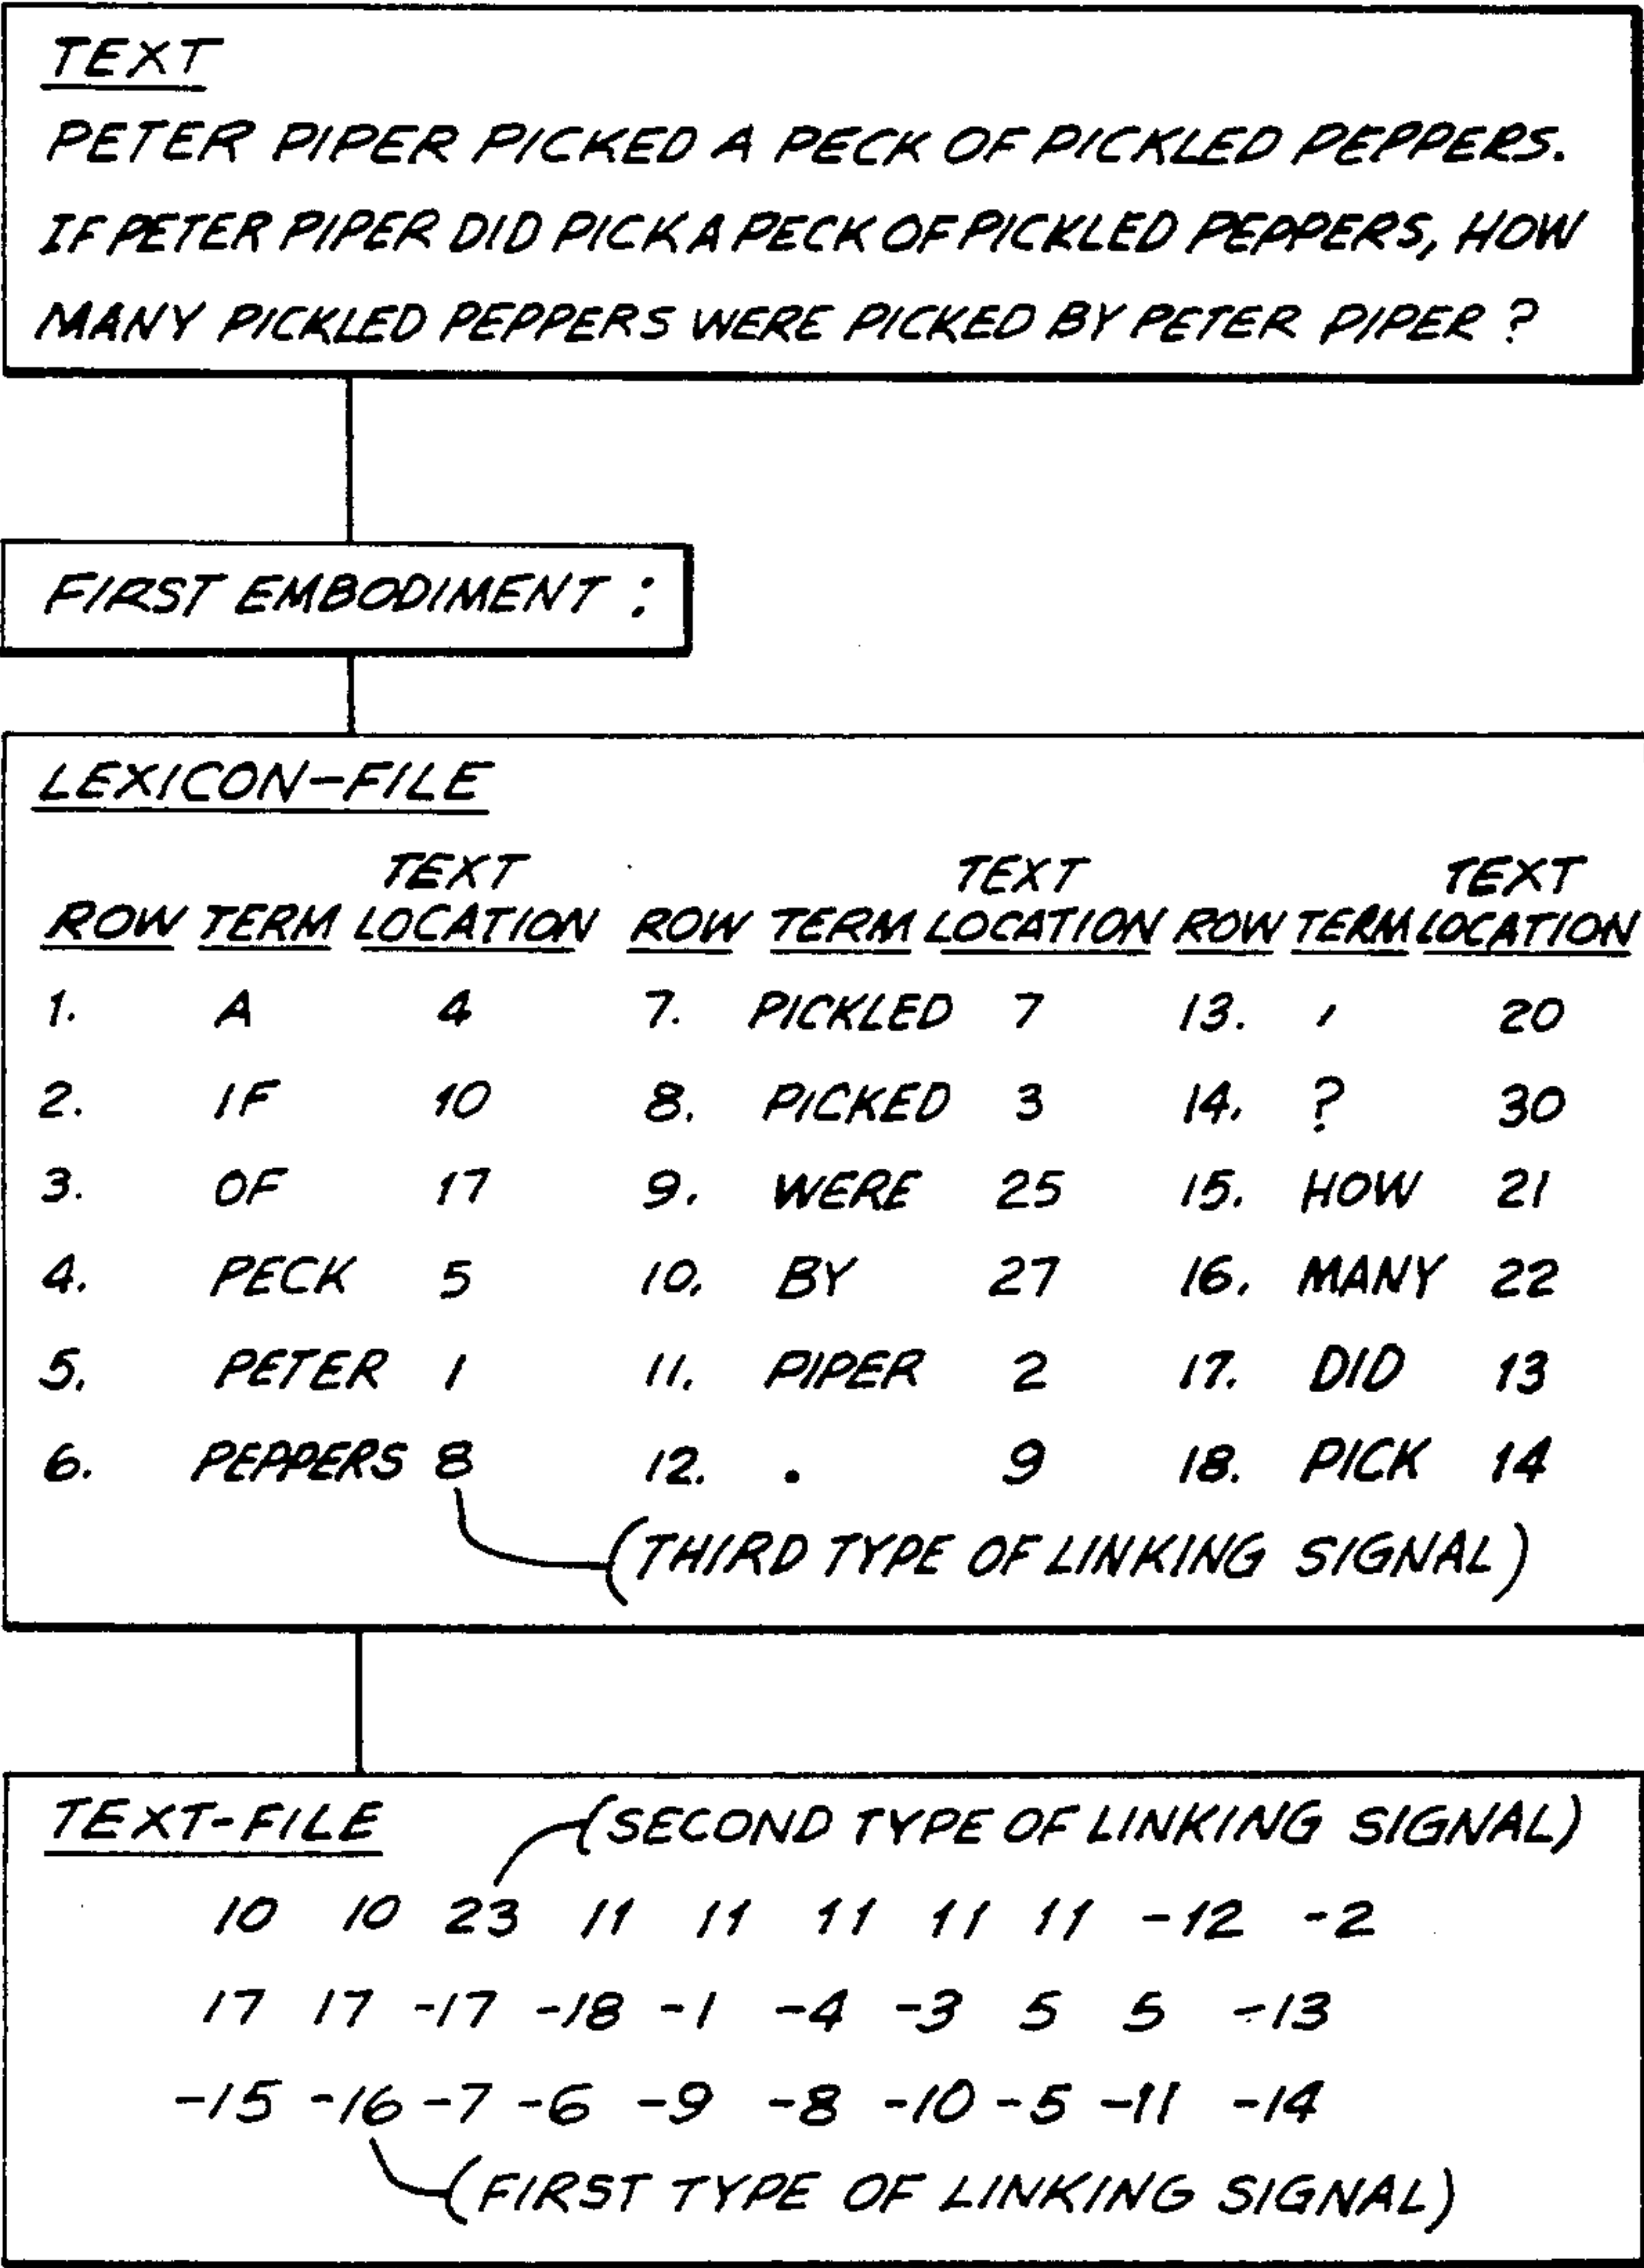 TEXT
PETER PIPER PICKED A PECK OF PICKLED PEPPERS.
IF PETER PIPER DID PICK A PECK OF PICKLED PEPPERS, HOW
MANY PICKLED PEPPERS WERE PICKED BY PETER PIPER ?
FIRST EMBODIMENT :
LEXICON-FILE
TEXT TEXT TEXT
ROW TERM LOCATION ROW TERM LOCATION ROW TERM LOCATION
1. A 4 7. PICKLED 7 13. , 20
2. IF 10 8. PICKED 3 14. ? 30
3. OF 17 9. WERE 25 15. HOW 21
4. PECK 5 10. BY 27 16. MANY 22
5. PETER 1 11. PIPER 2 17. DID 13
6. PEPPERS 8 12. . 9 18. PICK 14
(THIRD TYPE OF LINKING SIGNAL)
TEXT-FILE (SECOND TYPE OF LINKING SIGNAL)
10 10 23 11 11 11 11 11 -12 -2
17 17 -17 -18 -1 -4 -3 5 5 -13
-15 -16 -7 -6 -9 -8 -10 -5 -11 -14
(FIRST TYPE OF LINKING SIGNAL)